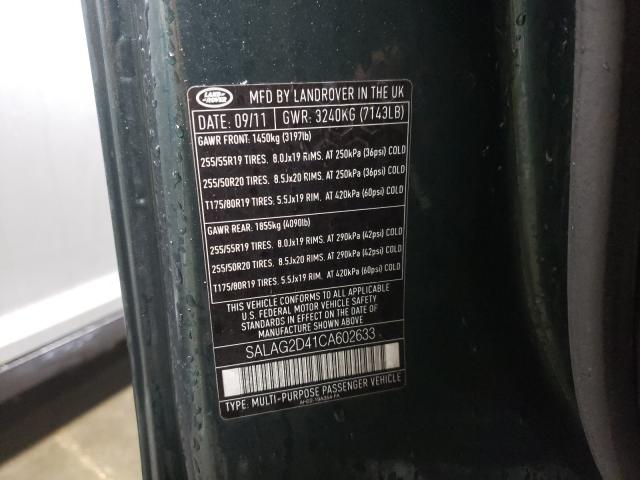 LAND ROVER
MFD BY LANDROVER IN THE UK
DATE: 09/11 GWR: 3240KG (7143LB)
GAWR FRONT: 1450kg (3197lb)
255/55R19 TIRES. 8.0Jx19 RIMS. AT 250kPa (36psi) COLD
255/50R20 TIRES. 8.5Jx20 RIMS. AT 250kPa (36psi) COLD
T175/80R19 TIRES. 5.5Jx19 RIM. AT 420kPa (60psi) COLD
GAWR REAR. 1855kg (4090lb)
255/55R19 TIRES. 8.0Jx19 RIMS. AT 290kPa (42psi) COLD
255/50R20 TIRES. 8.5Jx20 RIMS. AT 290kPa (42psi) COLD
T175/80R19 TIRES. 5.5Jx19 RIM. AT 420kPa (60psi) COLD
THIS VEHICLE CONFORMS TO ALL APPLICABLE
U.S. FEDERAL MOTOR VEHICLE SAFETY
STANDARDS IN EFFECT ON THE DATE OF
MANUFACTURE SHOWN ABOVE.
SALAG2D41CA602633
TYPE: MULTI-PURPOSE PASSENGER VEHICLE